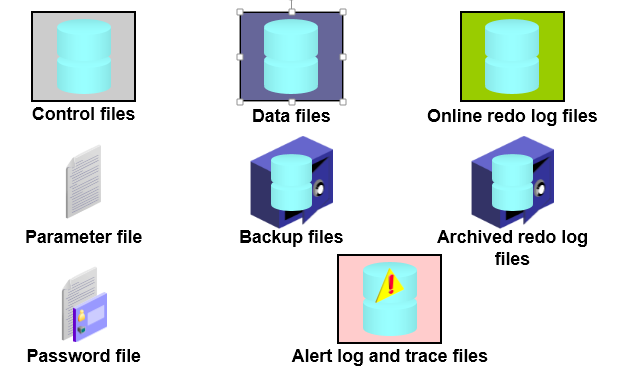 Control files
Data files
Online redo log files
Parameter file
Backup files
Archived redo log
files
Password file
Alert log and trace files